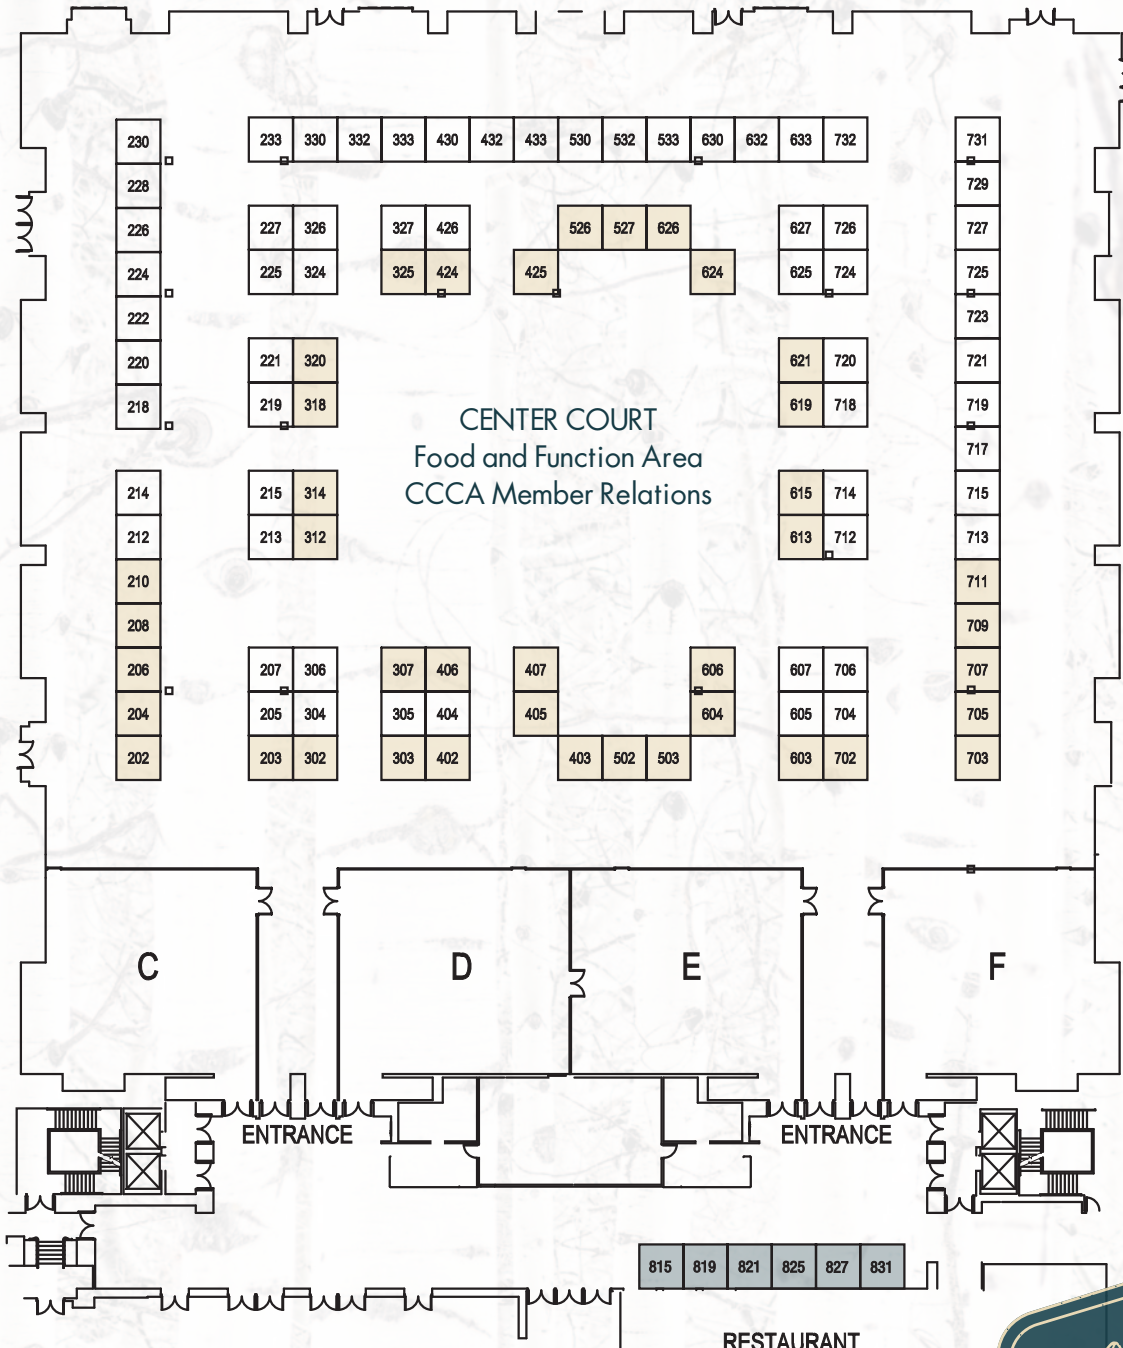 233 330 332 333 430 432 433 530 532 533 630 632 633 732
230
731
228
729
227 326 327 426 526 527 626 627 726
226
727
225 324 325 424 425 624 625 724
224
725
222
723
221 320 621 720
220
721
219 318 619 718
218
719
CENTER COURT
Food and Function Area
CCCA Member Relations
717
214 215 314 615 714 715
212 213 312 613 712 713
210 711
208 709
206 207 306 307 406 407 606 607 706 707
204 205 304 305 404 405 604 605 704 705
202 203 302 303 402 403 502 503 603 702 703
C D E F
ENTRANCE ENTRANCE
815 819 821 825 827 831
RESTAURANT